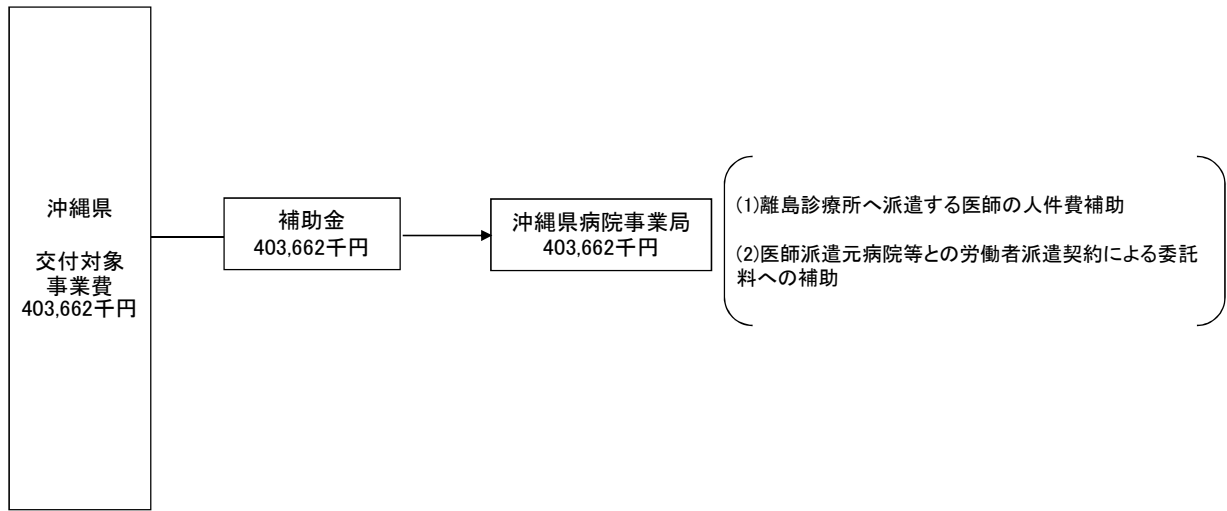 沖縄県
交付対象
事業費
403,662千円
補助金
403,662千円
沖縄県病院事業局
403,662千円
(1)離島診療所へ派遣する医師の人件費補助
(2)医師派遣元病院等との労働者派遣契約による委託
料への補助